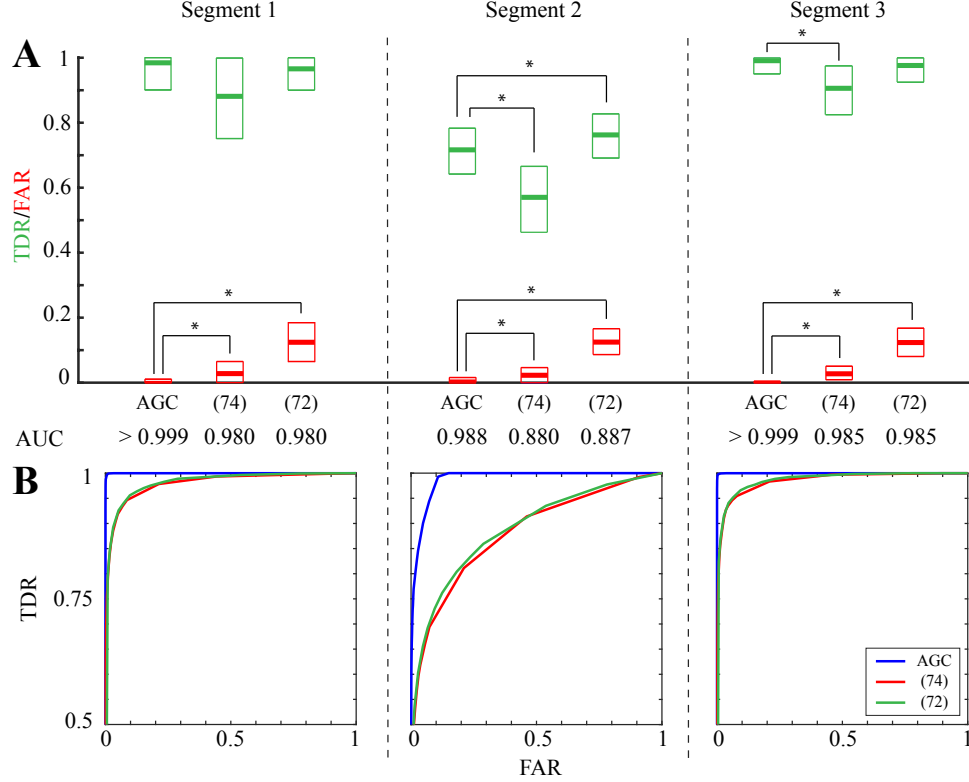 Segment 1 Segment 2 Segment 3
A
* * * *
1
0.8
0.6
0.4
0.2
0
TDR/FAR
* * * * * *
AGC (74) (72) AGC (74) (72) AGC (74) (72)
AUC > 0.999 0.980 0.980 0.988 0.880 0.887 > 0.999 0.985 0.985
B
1
0.75
0.5
TDR
AGC
(74)
(72)
0 0.5 1 0 0.5 1 0 0.5 1
FAR